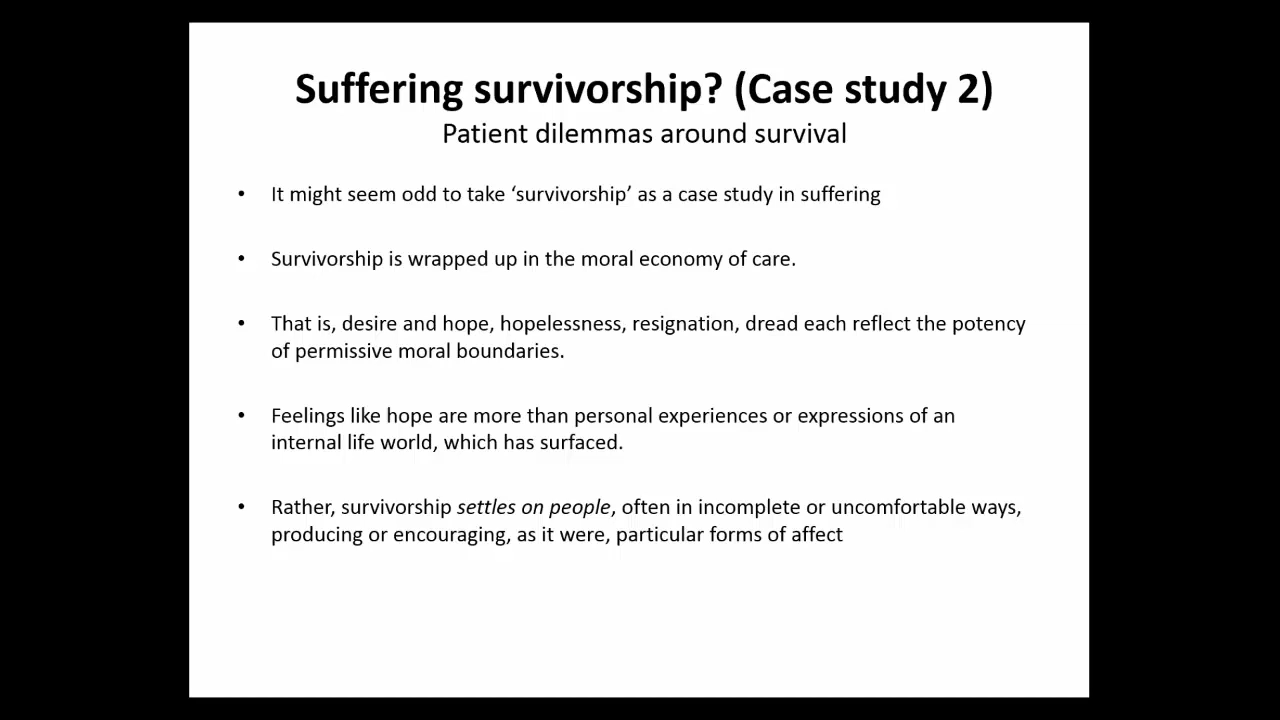 Suffering survivorship? (Case study 2)
Patient dilemmas around survival
• It might seem odd to take ‘survivorship’ as a case study in suffering
• Survivorship is wrapped up in the moral economy of care.
• That is, desire and hope, hopelessness, resignation, dread each reflect the potency
of permissive moral boundaries.
• Feelings like hope are more than personal experiences or expressions of an
internal life world, which has surfaced.
• Rather, survivorship settles on people, often in incomplete or uncomfortable ways,
producing or encouraging, as it were, particular forms of affect